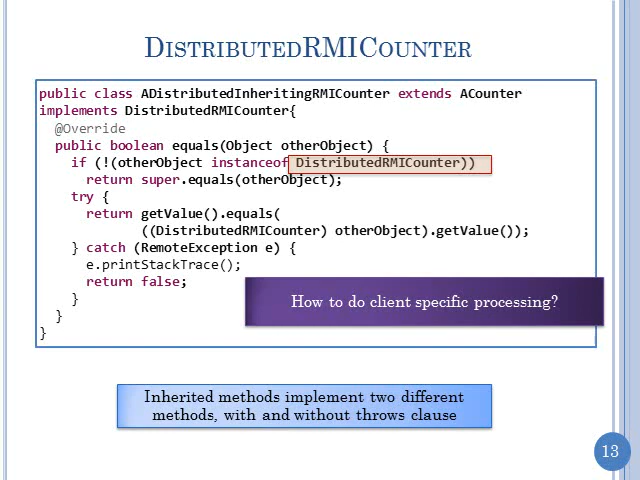 DISTRIBUTEDRMICOUNTER
public class ADistributedInheritingRMICounter extends ACounter
implements DistributedRMICounter{
@Override
public boolean equals(Object otherObject) {
if (!(otherObject instanceof DistributedRMICounter))
return super.equals(otherObject);
try {
return getValue().equals(
((DistributedRMICounter) otherObject).getValue());
} catch (RemoteException e) {
e.printStackTrace();
return false;
}
How to do client specific processing?
}
}
Inherited methods implement two different
methods, with and without throws clause
13